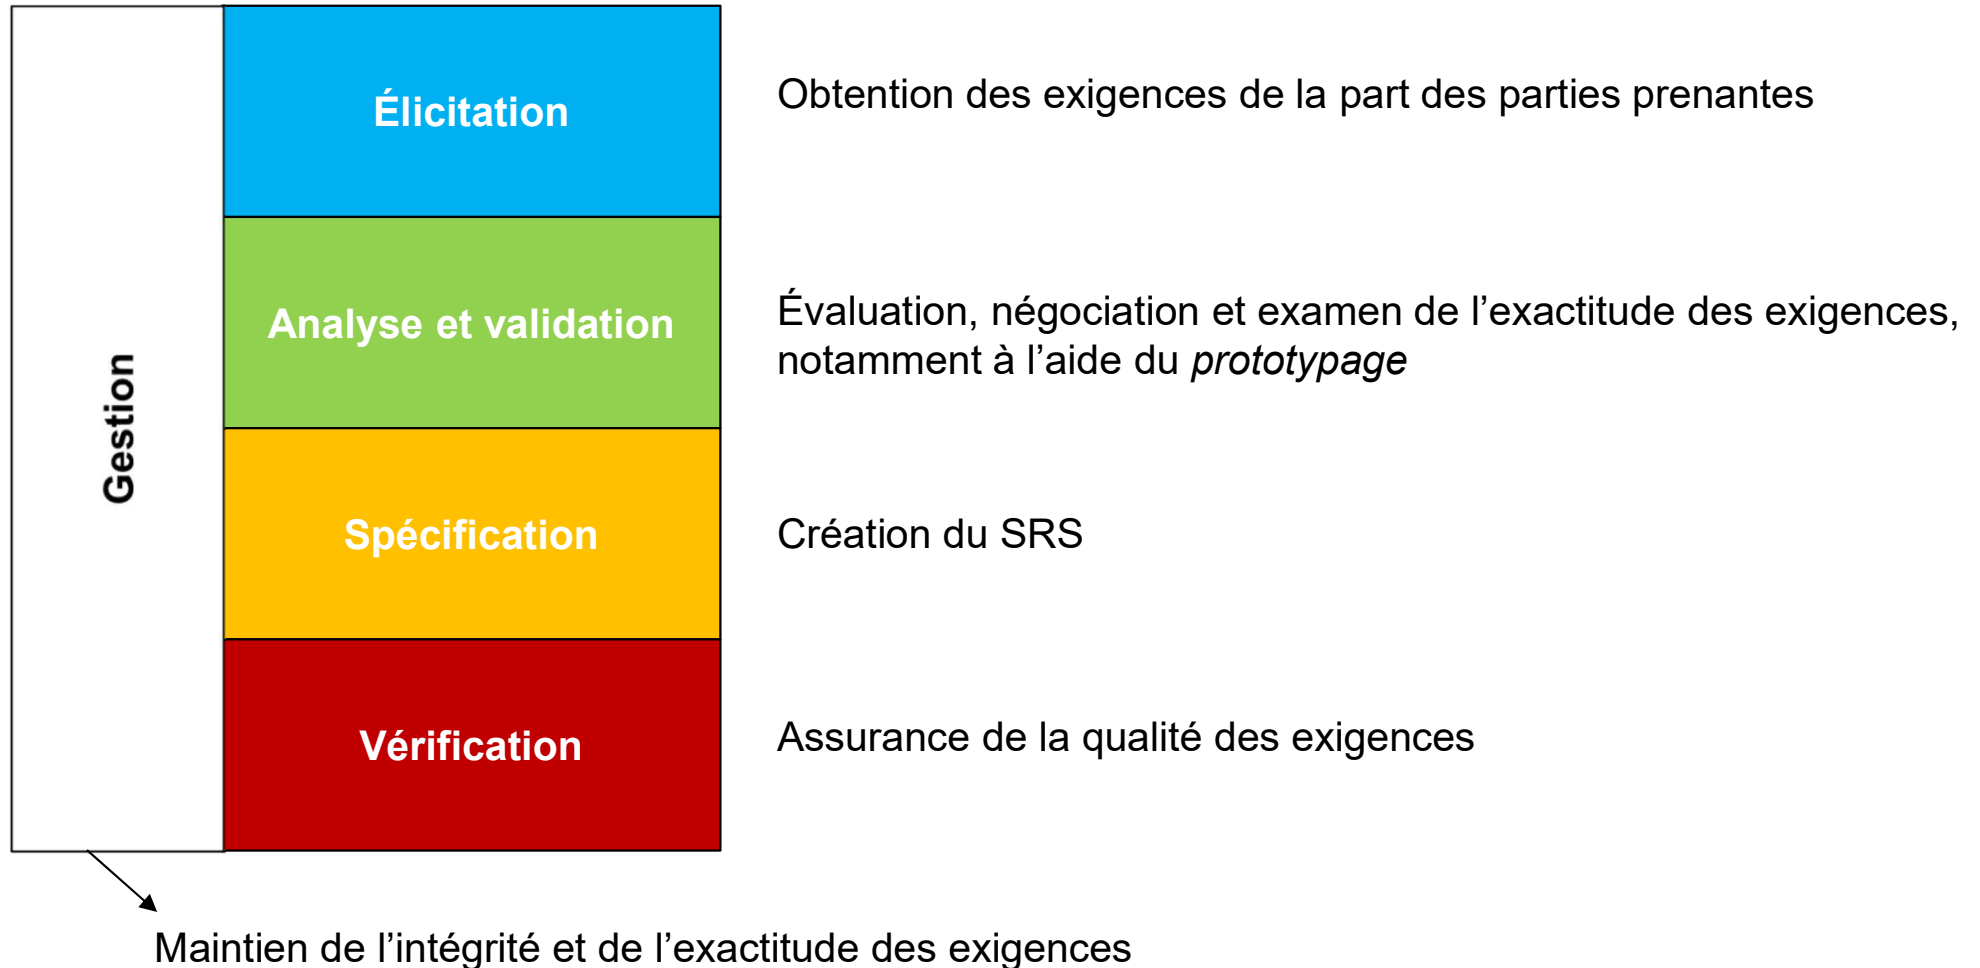 Gestion
Élicitation
Obtention des exigences de la part des parties prenantes
Analyse et validation
Évaluation, négociation et examen de l’exactitude des exigences,
notamment à l’aide du prototypage
Spécification
Création du SRS
Vérification
Assurance de la qualité des exigences
Maintien de l’intégrité et de l’exactitude des exigences